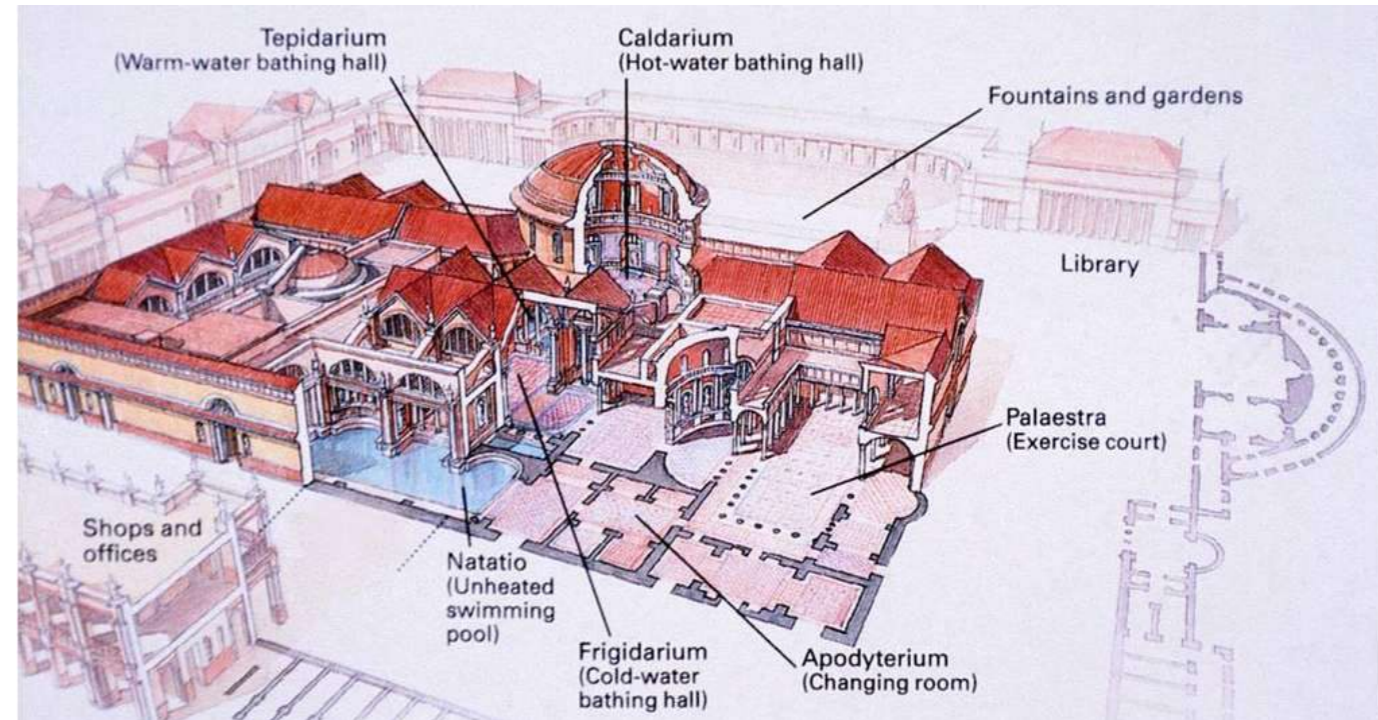 Tepidarium
(Warm-water bathing hall)
Caldarium
(Hot-water bathing hall)
Fountains and gardens
Library
Palaestra
(Exercise court)
Shops and
offices
Natatio
(Unheated
swimming
pool)
Frigidarium
(Cold-water
bathing hall)
Apodyterium
(Changing room)